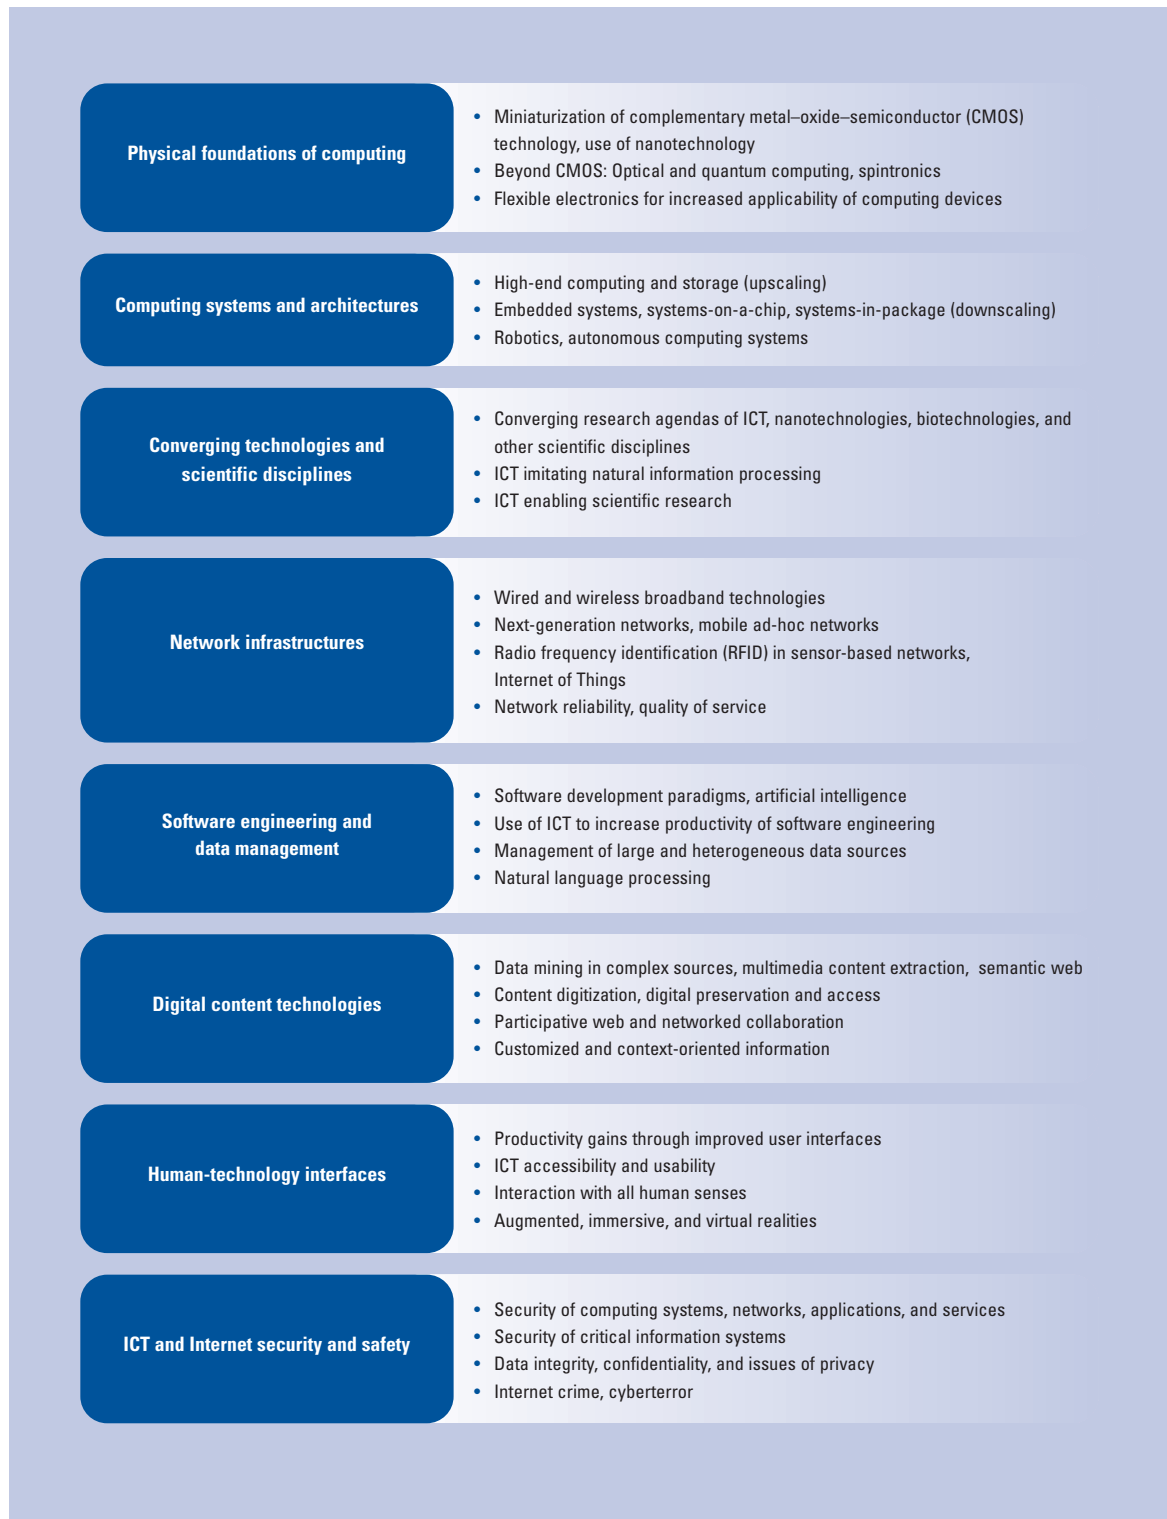 Physical foundations of computing
• Miniaturization of complementary metal–oxide–semiconductor (CMOS)
technology, use of nanotechnology
• Beyond CMOS: Optical and quantum computing, spintronics
• Flexible electronics for increased applicability of computing devices
Computing systems and architectures
• High-end computing and storage (upscaling)
• Embedded systems, systems-on-a-chip, systems-in-package (downscaling)
• Robotics, autonomous computing systems
Converging technologies and
scientific disciplines
• Converging research agendas of ICT, nanotechnologies, biotechnologies, and
other scientific disciplines
• ICT imitating natural information processing
• ICT enabling scientific research
Network infrastructures
• Wired and wireless broadband technologies
• Next-generation networks, mobile ad-hoc networks
• Radio frequency identification (RFID) in sensor-based networks,
Internet of Things
• Network reliability, quality of service
Software engineering and
data management
• Software development paradigms, artificial intelligence
• Use of ICT to increase productivity of software engineering
• Management of large and heterogeneous data sources
• Natural language processing
Digital content technologies
• Data mining in complex sources, multimedia content extraction, semantic web
• Content digitization, digital preservation and access
• Participative web and networked collaboration
• Customized and context-oriented information
Human-technology interfaces
• Productivity gains through improved user interfaces
• ICT accessibility and usability
• Interaction with all human senses
• Augmented, immersive, and virtual realities
ICT and Internet security and safety
• Security of computing systems, networks, applications, and services
• Security of critical information systems
• Data integrity, confidentiality, and issues of privacy
• Internet crime, cyberterror